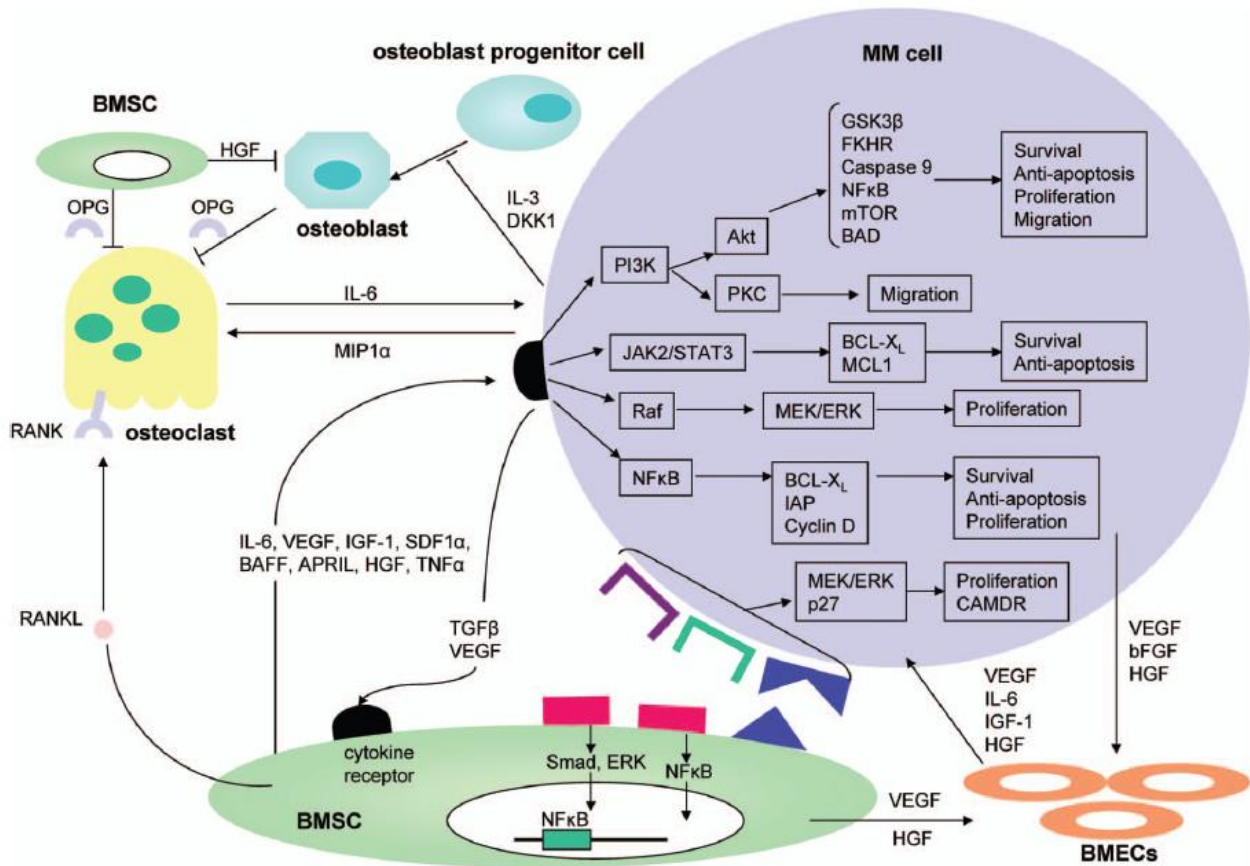 osteoblast progenitor cell
MM cell
BMSC
HGF
OPG
OPG
osteoblast
IL-3
DKK1
GSK3β
FKHR
Caspase 9
NFκB
mTOR
BAD
Survival
Anti-apoptosis
Proliferation
Migration
Akt
PI3K
PKC
Migration
IL-6
MIP1α
JAK2/STAT3
BCL-XL
MCL1
Survival
Anti-apoptosis
Raf
MEK/ERK
Proliferation
RANK
osteoclast
NFκB
BCL-XL
IAP
Cyclin D
Survival
Anti-apoptosis
Proliferation
IL-6, VEGF, IGF-1, SDF1α,
BAFF, APRIL, HGF, TNFα
MEK/ERK
p27
Proliferation
CAMDR
RANKL
TGFβ
VEGF
VEGF
bFGF
HGF
VEGF
IL-6
IGF-1
HGF
cytokine
receptor
Smad, ERK
NFκB
BMSC
NFκB
VEGF
HGF
BMECs